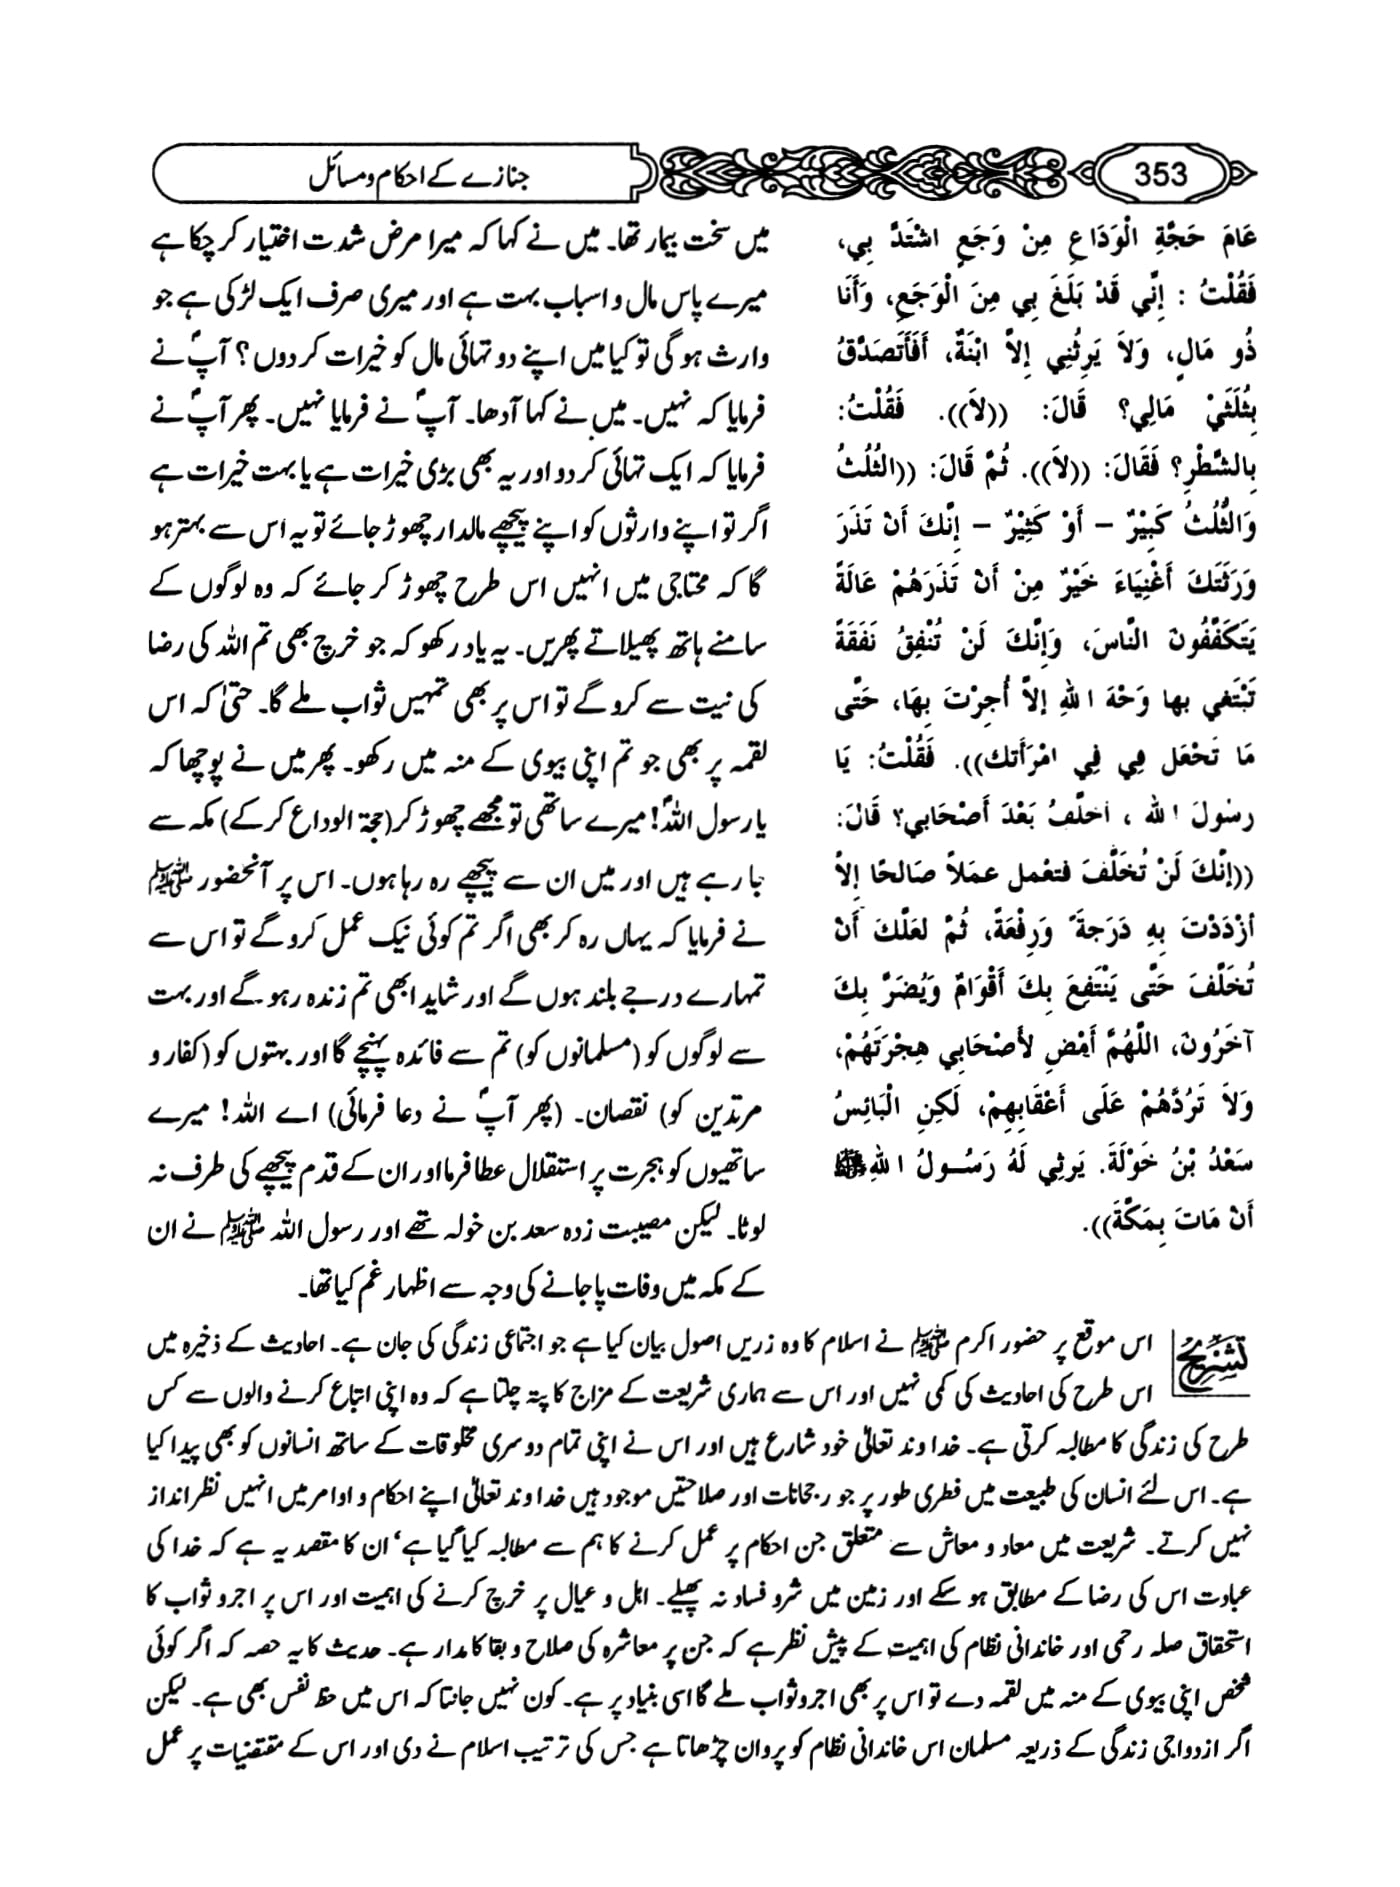 353
جنازے کے احکام و مسائل
عَامَ حَجَّةِ الْوَدَاعِ مِنْ وَجَعٍ اشْتَدَّ بِي،
فَقُلْتُ : إِنِّي قَدْ بَلَغَ بِي مِنَ الْوَجَعِ، وَأَنَا
ذُو مَالٍ، وَلاَ يَرِثُنِي إِلاَّ ابْنَةٌ، أَفَأَتَصَدَّقُ
بِثُلَثَيْ مَالِي؟ قَالَ: ((لاَ)). فَقُلْتُ:
بِالشَّطْرِ؟ فَقَالَ: ((لاَ)). ثُمَّ قَالَ: ((الثُلُثُ
وَالثُّلُثُ كَبِيْرٌ – أَوْ كَثِيْرٌ – إِنَّكَ أَنْ تَذَرَ
وَرَثَتَكَ أَغْنِيَاءَ خَيْرٌ مِنْ أَنْ تَذَرَهُمْ عَالَةً
يَتَكَفَّفُونَ النَّاسَ، وَإِنَّكَ لَنْ تُنْفِقَ نَفَقَةً
تَبْتَغِي بها وَجْهَ اللهِ إلاَّ أُجِرْتَ بِهَا، حَتَّى
مَا تَجْعَل فِي فِي امْرَأَتك)). فَقُلْتُ: يَا
رسُولَ الله ، أخَلَّفُ بَعْدَ أَصْحَابِي؟ قَالَ:
((إِنَّكَ لَنْ تُخَلَّفَ فتَعْمل عمَلاً صَالحًا إِلاَّ
ازْدَدْتَ بِهِ دَرَجَةً وَرِفْعَةً، ثُمَّ لَعَلَّكَ أَنْ
تُخَلَّفَ حَتَّى يَنْتَفِعَ بِكَ أَقْوَامٌ وَيُضَرَّ بِكَ
آخَرُونَ، اللَّهُمَّ أَمْضِ لأَصْحَابِي هِجْرَتَهُمْ،
وَلاَ تَرُدَّهُمْ عَلَى أَعْقَابِهِمْ، لَكِنِ الْبَائِسُ
سَعْدُ بْنُ خَوْلَةَ. يَرثِي لَهُ رَسُولُ اللهِ ﷺ
أَنْ مَاتَ بِمَكَّةَ)).
میں سخت بیمار تھا۔ میں نے کہا کہ میرا مرض شدت اختیار کر چکا ہے
میرے پاس مال و اسباب بہت ہے اور میری صرف ایک لڑکی ہے جو
وارث ہو گی تو کیا میں اپنے دو تہائی مال کو خیرات کر دوں؟ آپؐ نے
فرمایا کہ نہیں۔ میں نے کہا آدھا۔ آپؐ نے فرمایا نہیں۔ پھر آپؐ نے
فرمایا کہ ایک تہائی کر دو اور یہ بھی بڑی خیرات ہے یا بہت خیرات ہے
اگر تو اپنے وارثوں کو اپنے پیچھے مالدار چھوڑ جائے تو یہ اس سے بہتر ہو
گا کہ محتاجی میں انہیں اس طرح چھوڑ کر جائے کہ وہ لوگوں کے
سامنے ہاتھ پھیلاتے پھریں۔ یہ یاد رکھو کہ جو خرچ بھی تم اللہ کی رضا
کی نیت سے کرو گے تو اس پر بھی تمہیں ثواب ملے گا۔ حتیٰ کہ اس
لقمہ پر بھی جو تم اپنی بیوی کے منہ میں رکھو۔ پھر میں نے پوچھا کہ
یا رسول اللہؐ! میرے ساتھی تو مجھے چھوڑ کر (حجۃ الوداع کر کے) مکہ سے
جا رہے ہیں اور میں ان سے پیچھے رہ رہا ہوں۔ اس پر آنحضور ﷺ
نے فرمایا کہ یہاں رہ کر بھی اگر تم کوئی نیک عمل کرو گے تو اس سے
تمہارے درجے بلند ہوں گے اور شاید ابھی تم زندہ رہو گے اور بہت
سے لوگوں کو (مسلمانوں کو) تم سے فائدہ پہنچے گا اور بہتوں کو (کفار و
مرتدین کو) نقصان۔ (پھر آپؐ نے دعا فرمائی) اے اللہ! میرے
ساتھیوں کو ہجرت پر استقلال عطا فرما اور ان کے قدم پیچھے کی طرف نہ
لوٹا۔ لیکن مصیبت زدہ سعد بن خولہ تھے اور رسول اللہ ﷺ نے ان
کے مکہ میں وفات پا جانے کی وجہ سے اظہار غم کیا تھا۔
تشریح اس موقع پر حضور اکرم ﷺ نے اسلام کا وہ زریں اصول بیان کیا ہے جو اجتماعی زندگی کی جان ہے۔ احادیث کے ذخیرہ میں
اس طرح کی احادیث کی کمی نہیں اور اس سے ہماری شریعت کے مزاج کا پتہ چلتا ہے کہ وہ اپنی اتباع کرنے والوں سے کس
طرح کی زندگی کا مطالبہ کرتی ہے۔ خداوند تعالیٰ خود شارع ہیں اور اس نے اپنی تمام دوسری مخلوقات کے ساتھ انسانوں کو بھی پیدا کیا
ہے۔ اس لئے انسان کی طبیعت میں فطری طور پر جو رجحانات اور صلاحتیں موجود ہیں خداوند تعالیٰ اپنے احکام و اوامر میں انہیں نظر انداز
نہیں کرتے۔ شریعت میں معاد و معاش سے متعلق جن احکام پر عمل کرنے کا ہم سے مطالبہ کیا گیا ہے‘ ان کا مقصد یہ ہے کہ خدا کی
عبادت اس کی رضا کے مطابق ہو سکے اور زمین میں شر و فساد نہ پھیلے۔ اہل و عیال پر خرچ کرنے کی اہمیت اور اس پر اجر و ثواب کا
استحقاق صلہ رحمی اور خاندانی نظام کی اہمیت کے پیش نظر ہے کہ جن پر معاشرہ کی صلاح و بقا کا مدار ہے۔ حدیث کا یہ حصہ کہ اگر کوئی
شخص اپنی بیوی کے منہ میں لقمہ دے تو اس پر بھی اجر و ثواب ملے گا اسی بنیاد پر ہے۔ کون نہیں جانتا کہ اس میں حظ نفس بھی ہے۔ لیکن
اگر ازدواجی زندگی کے ذریعہ مسلمان اس خاندانی نظام کو پروان چڑھاتا ہے جس کی ترتیب اسلام نے دی اور اس کے مقتضیات پر عمل